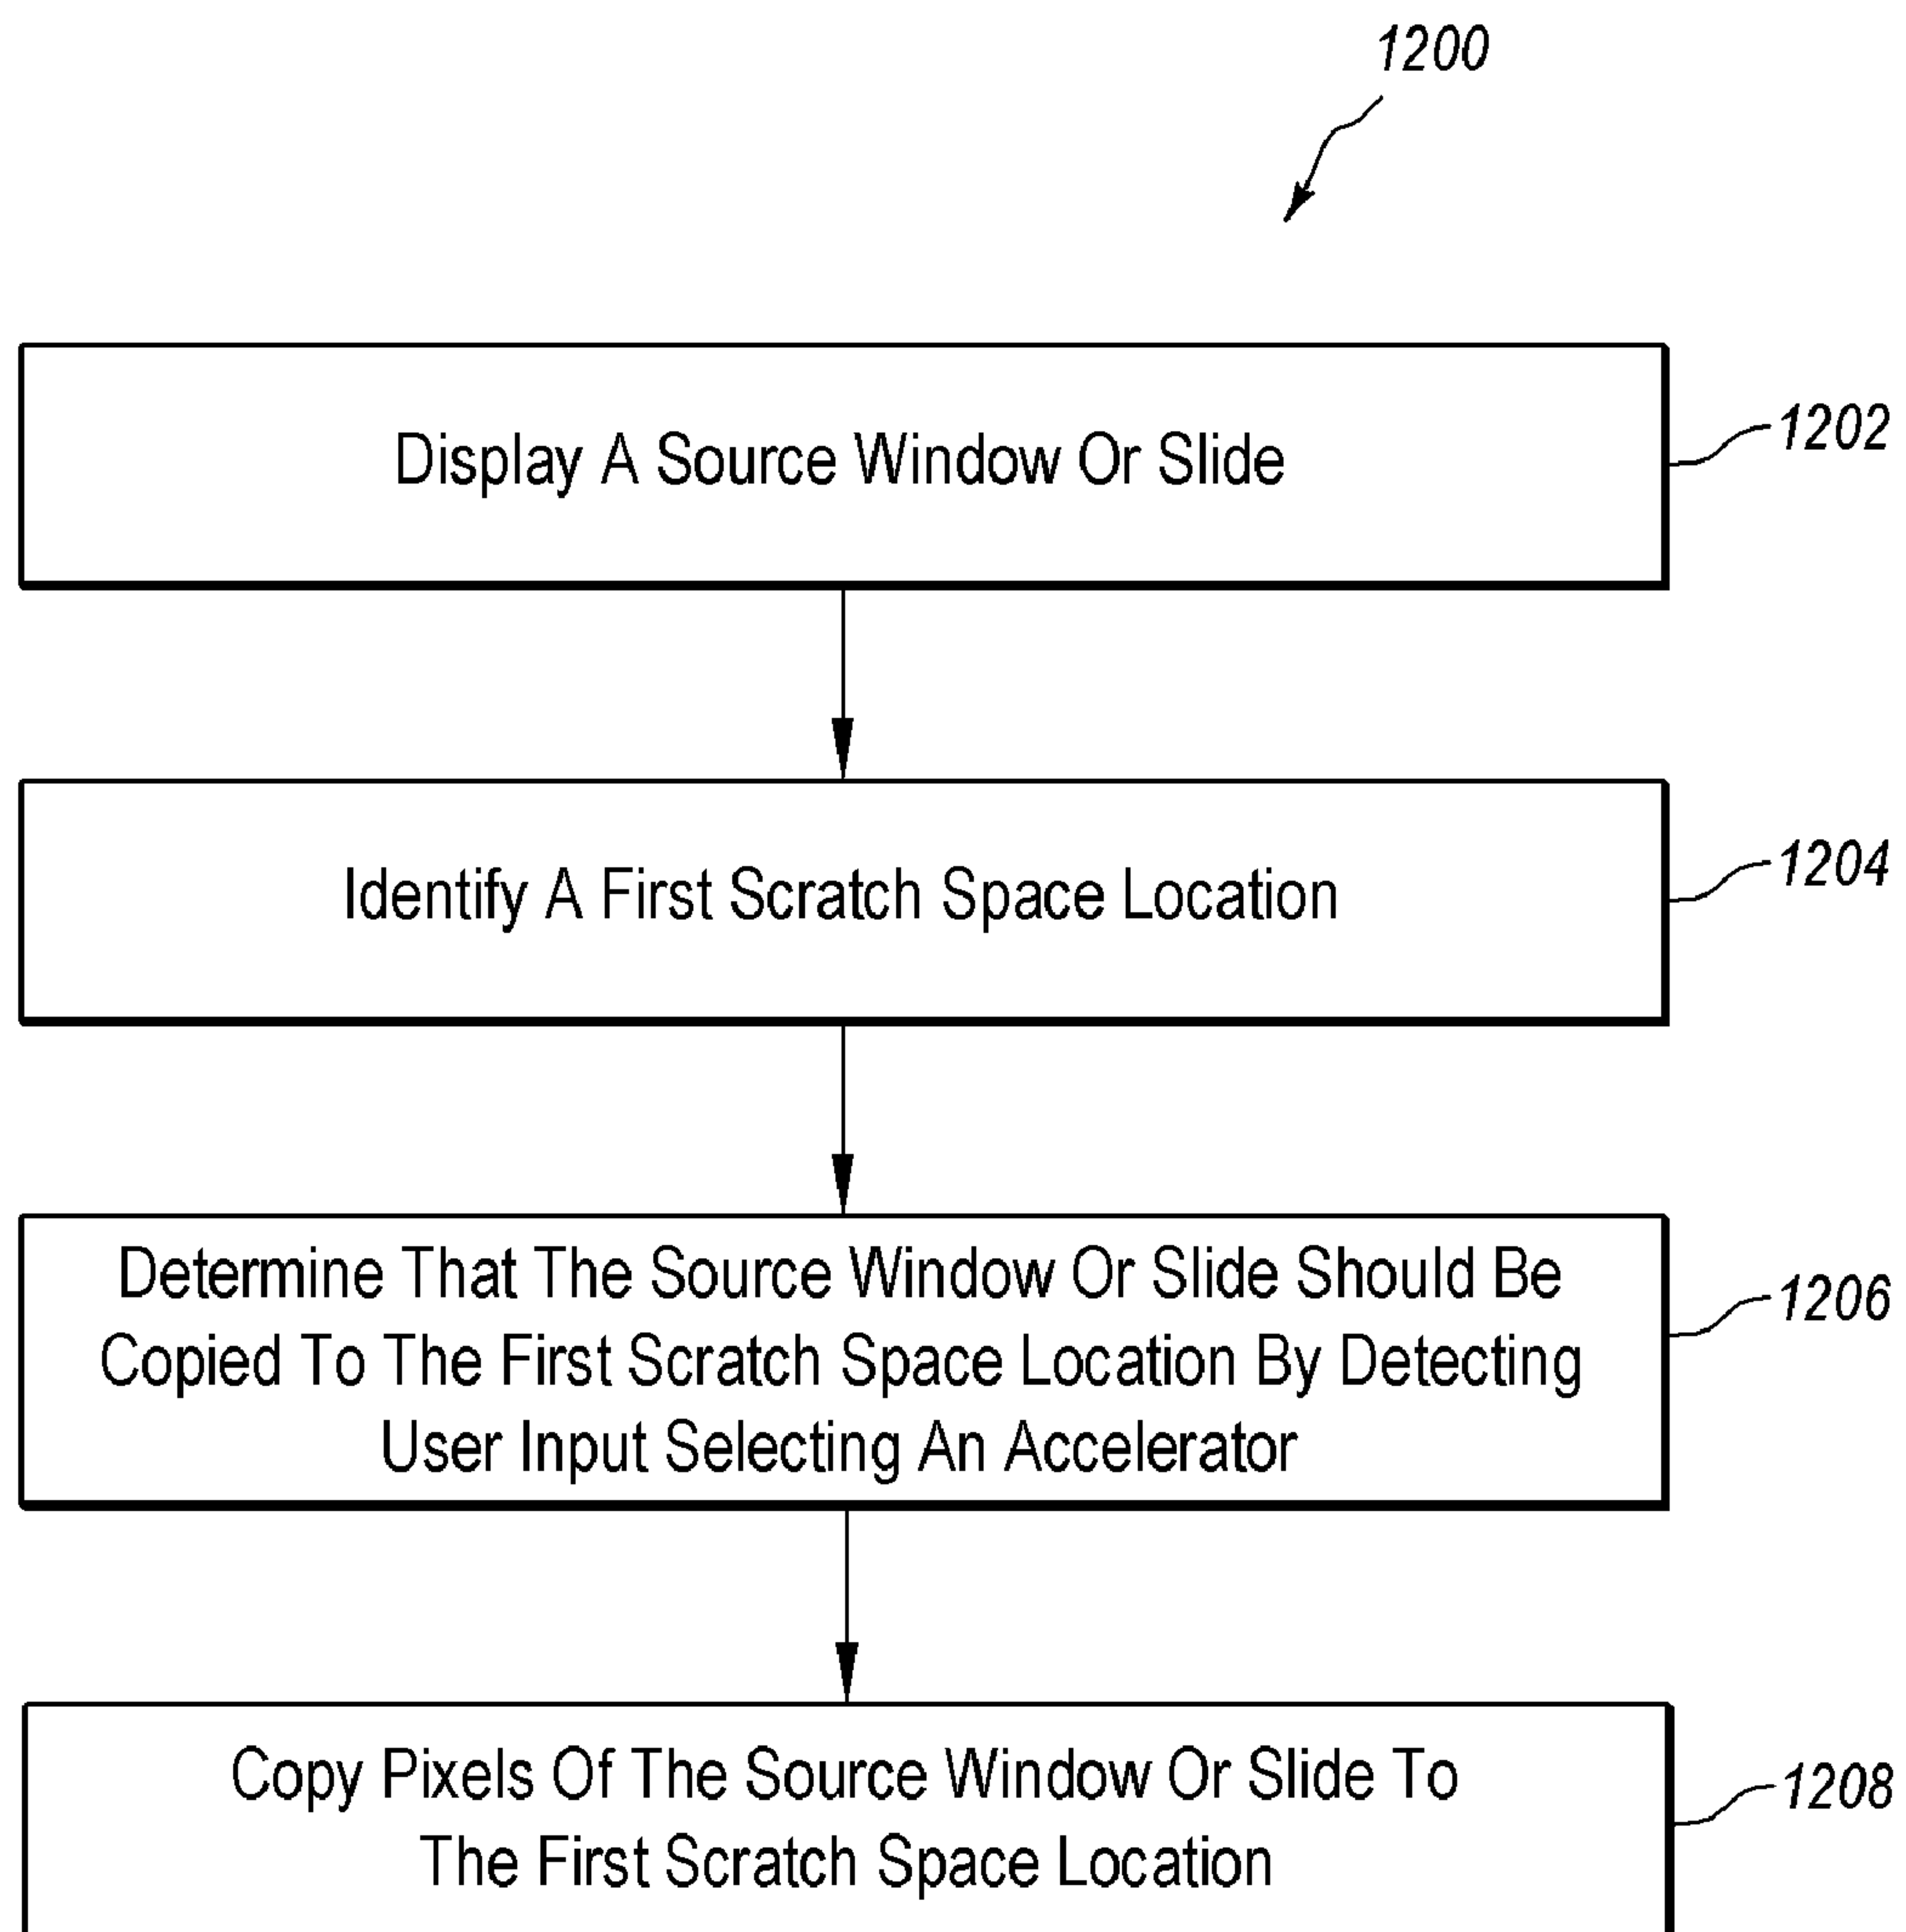 1200
Display A Source Window Or Slide
1202
Identify A First Scratch Space Location
1204
Determine That The Source Window Or Slide Should Be
Copied To The First Scratch Space Location By Detecting
User Input Selecting An Accelerator
1206
Copy Pixels Of The Source Window Or Slide To
The First Scratch Space Location
1208